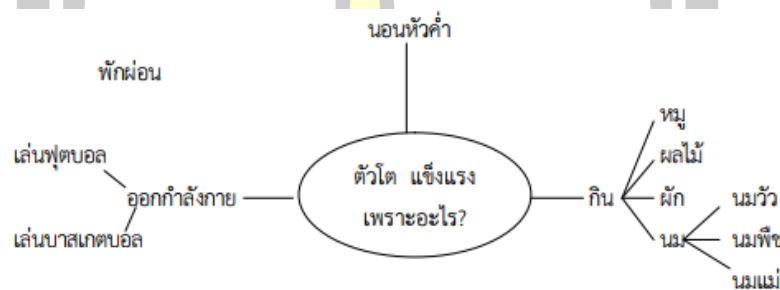 นอนหัวค่ำ
พักผ่อน
หมู
เล่นฟุตบอล
ผลไม้
ตัวโต แข็งแรง
เพราะอะไร?
ออกกำลังกาย
กิน
ผัก
นมวัว
เล่นบาสเกตบอล
นม
นมพืช
นมแม่